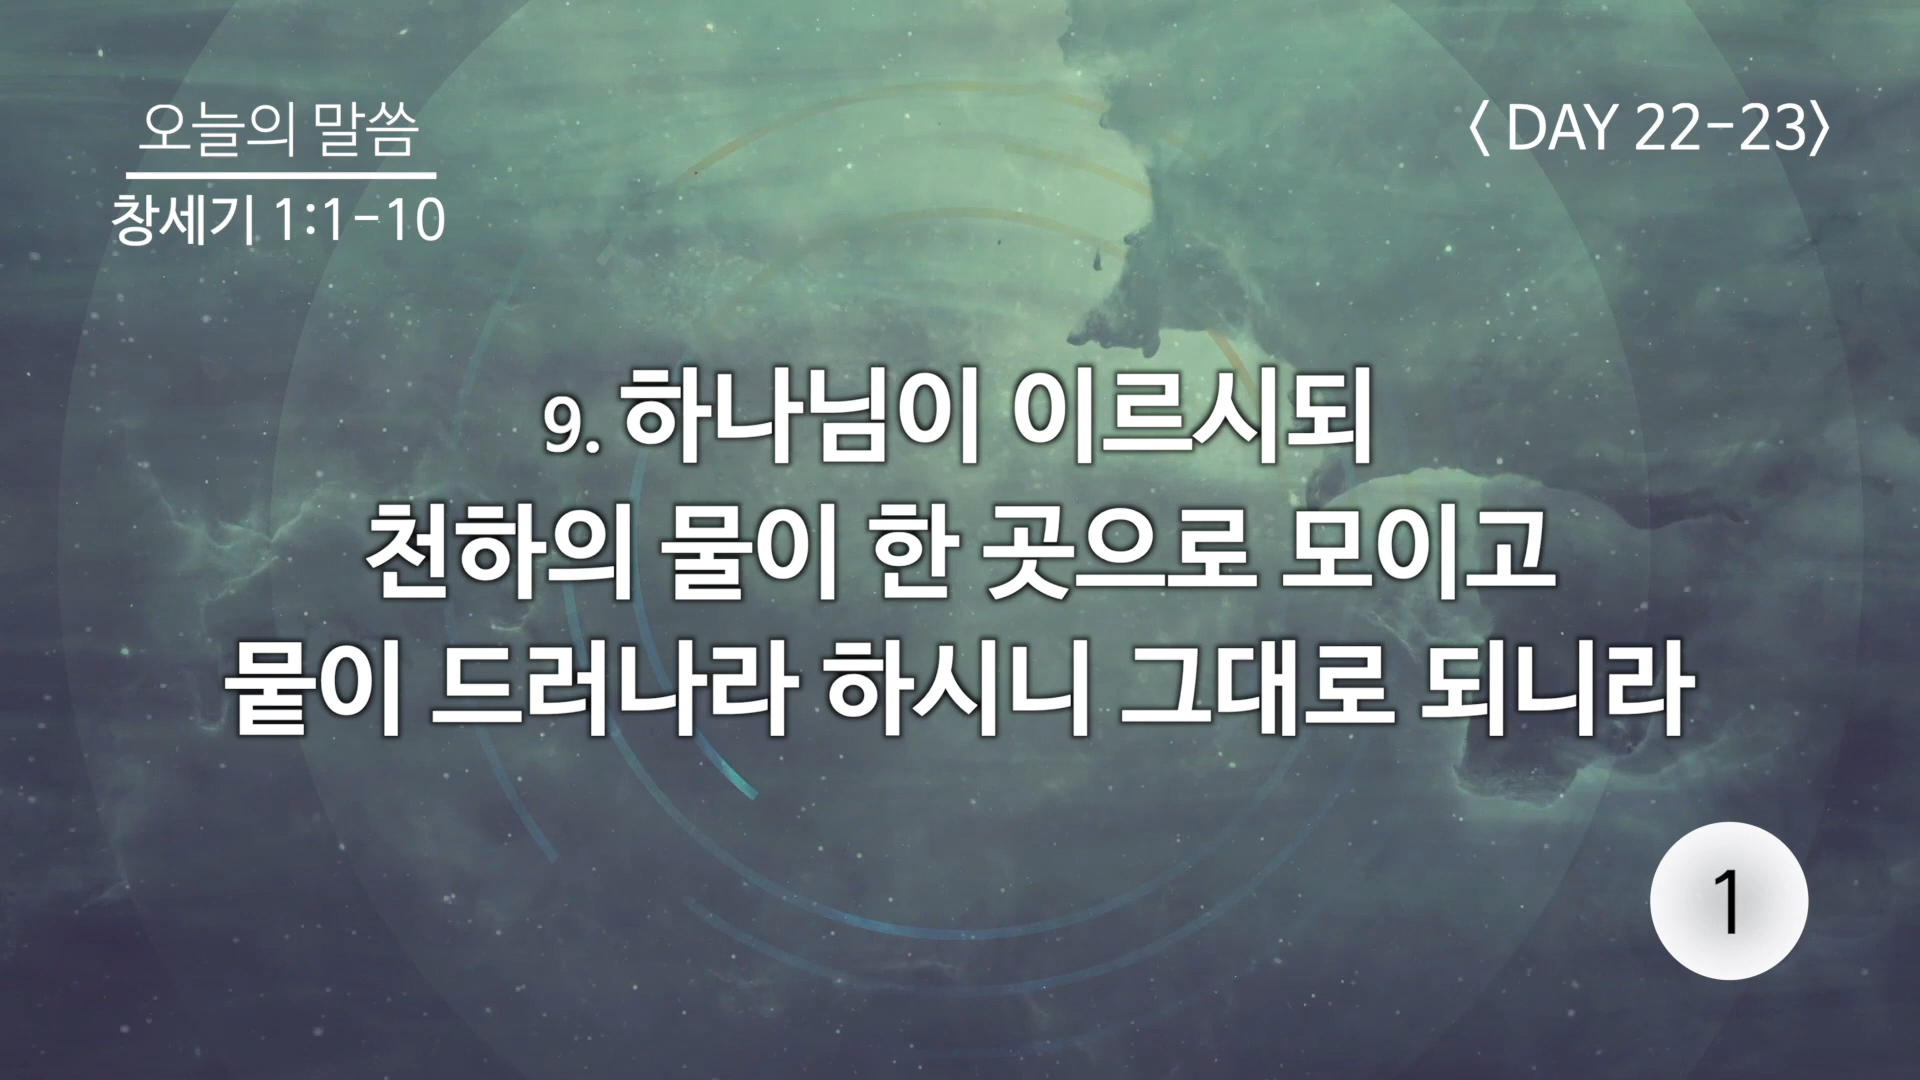 오늘의 말씀
창세기 1:1-10
〈 DAY 22-23〉
9. 하나님이 이르시되
천하의 물이 한 곳으로 모이고
뭍이 드러나라 하시니 그대로 되니라
1